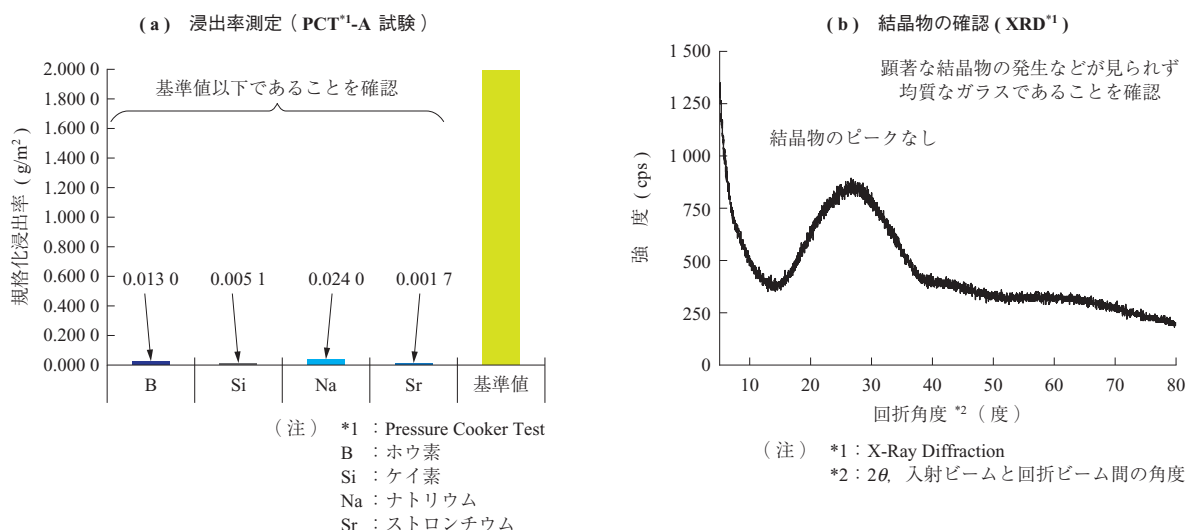 ( a ) 浸出率測定 ( PCT*1-A 試験 )
2.000 0
1.800 0
1.600 0
1.400 0
1.200 0
1.000 0
0.800 0
0.600 0
0.400 0
0.200 0
0.000 0
規格化浸出率 ( g/m² )
基準値以下であることを確認
0.013 0
0.005 1
0.024 0
0.001 7
B
Si
Na
Sr
基準値
( 注 ) *1 : Pressure Cooker Test
B : ホウ素
Si : ケイ素
Na : ナトリウム
Sr : ストロンチウム
( b ) 結晶物の確認 ( XRD*1 )
1 500
1 250
1 000
750
500
250
0
強 度 ( cps )
顕著な結晶物の発生などが見られず
均質なガラスであることを確認
結晶物のピークなし
10
20
30
40
50
60
70
80
回折角度 *2 ( 度 )
( 注 ) *1 : X-Ray Diffraction
*2 : 2θ, 入射ビームと回折ビーム間の角度